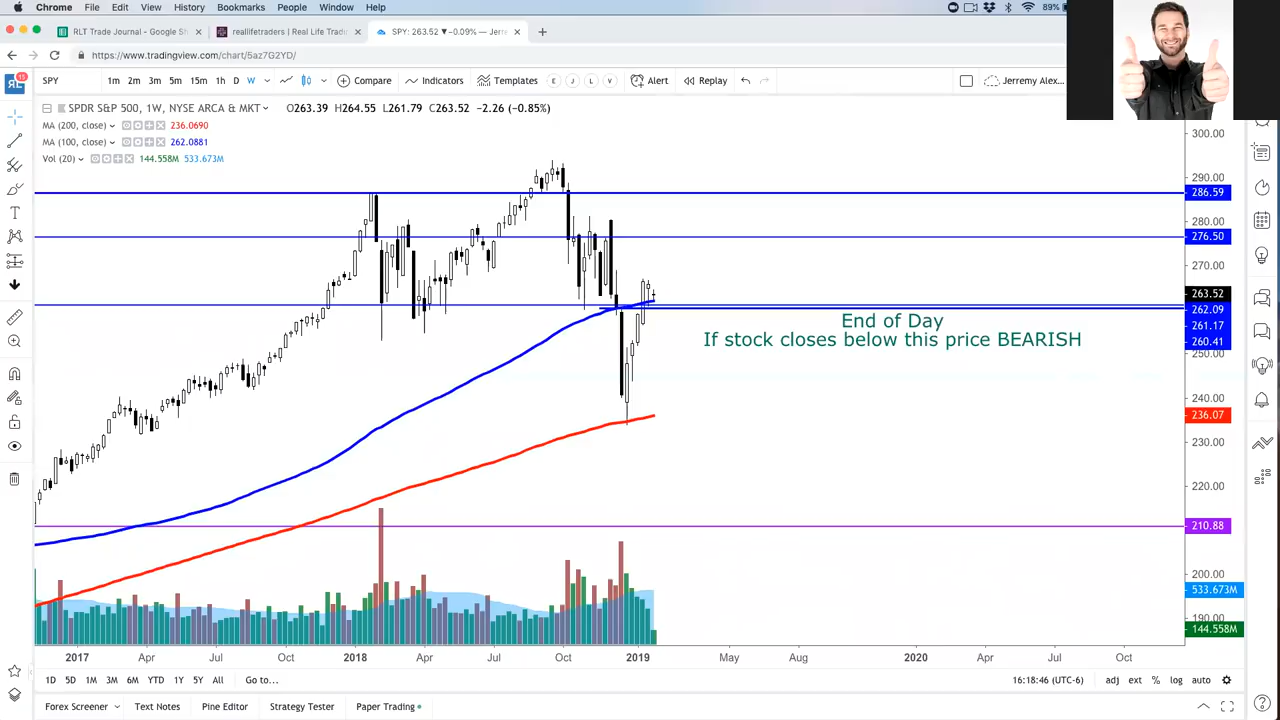 Chrome File Edit View History Bookmarks People Window Help 89%
RLT Trade Journal - Google Sh reallifetraders | Real Life Tradi SPY: 263.52 ▼-0.09% — Jerre
https://www.tradingview.com/chart/5az7G2YD/
RL 15 SPY 1m 2m 3m 5m 15m 1h D W Compare Indicators Templates E J L V Alert Replay Jerremy Alex...
SPDR S&P 500, 1W, NYSE ARCA & MKT O263.39 H264.55 L261.79 C263.52 -2.26 (-0.85%)
MA (200, close) 236.0690
MA (100, close) 262.0881
Vol (20) 144.558M 533.673M
300.00
290.00
286.59
280.00
276.50
270.00
263.52
262.09
End of Day
261.17
If stock closes below this price BEARISH
260.41
250.00
240.00
236.07
230.00
220.00
210.88
200.00
533.673M
190.00
144.558M
2017 Apr Jul Oct 2018 Apr Jul Oct 2019 May Aug 2020 Apr Jul Oct
1D 5D 1M 3M 6M YTD 1Y 5Y All Go to... 16:18:46 (UTC-6) adj ext % log auto
Forex Screener Text Notes Pine Editor Strategy Tester Paper Trading